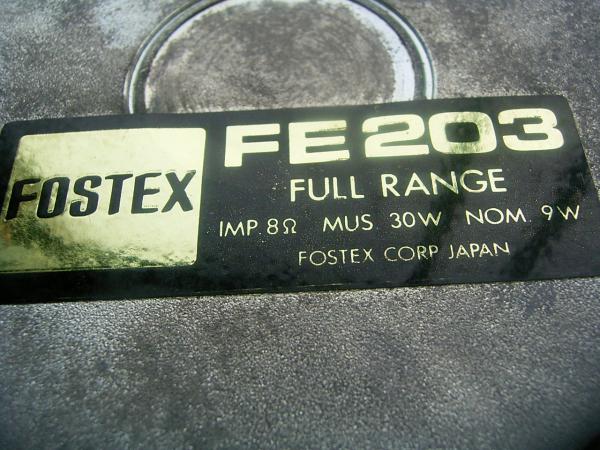 FOSTEX
FE203
FULL RANGE
IMP. 8Ω MUS 30W NOM. 9W
FOSTEX CORP JAPAN